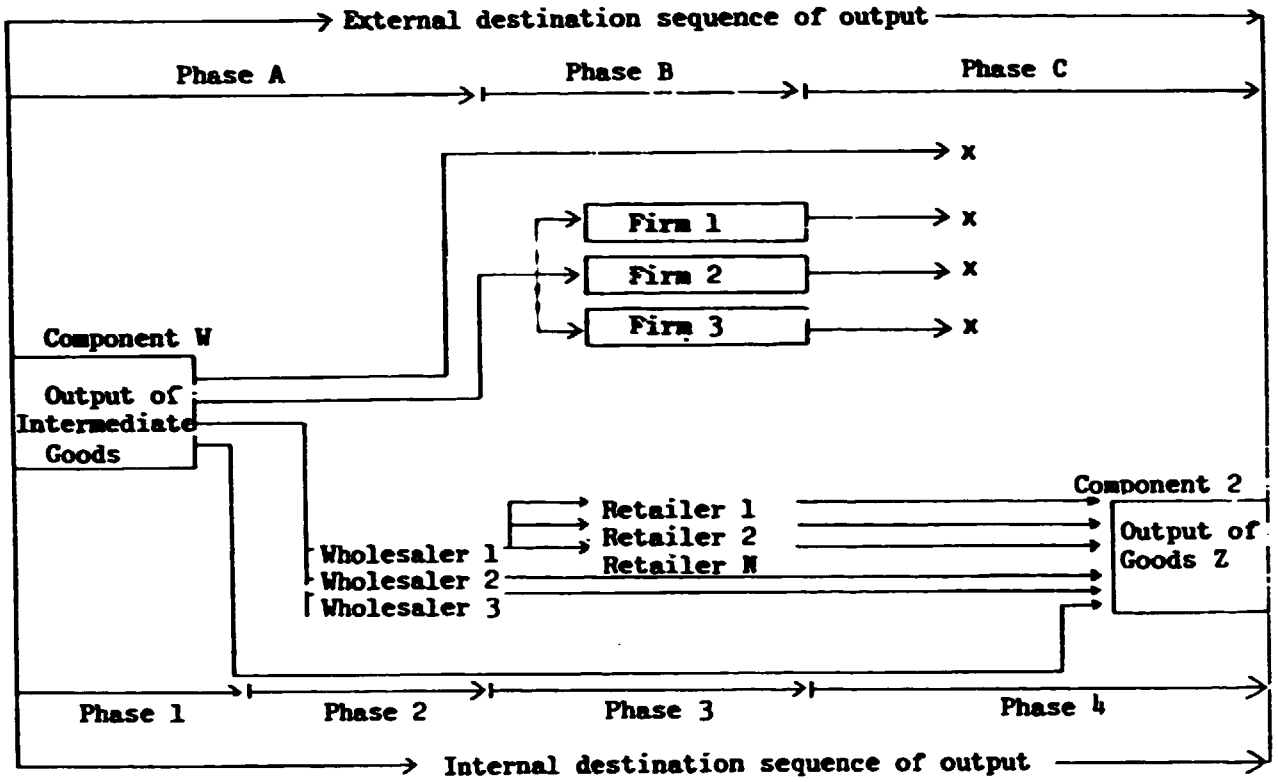 External destination sequence of output
Phase A
Phase B
Phase C
x
Firm 1
x
Firm 2
x
Firm 3
x
Component W
Output of
Intermediate
Goods
Component 2
Retailer 1
Retailer 2
Retailer N
Output of
Goods Z
Wholesaler 1
Wholesaler 2
Wholesaler 3
Phase 1
Phase 2
Phase 3
Phase 4
Internal destination sequence of output